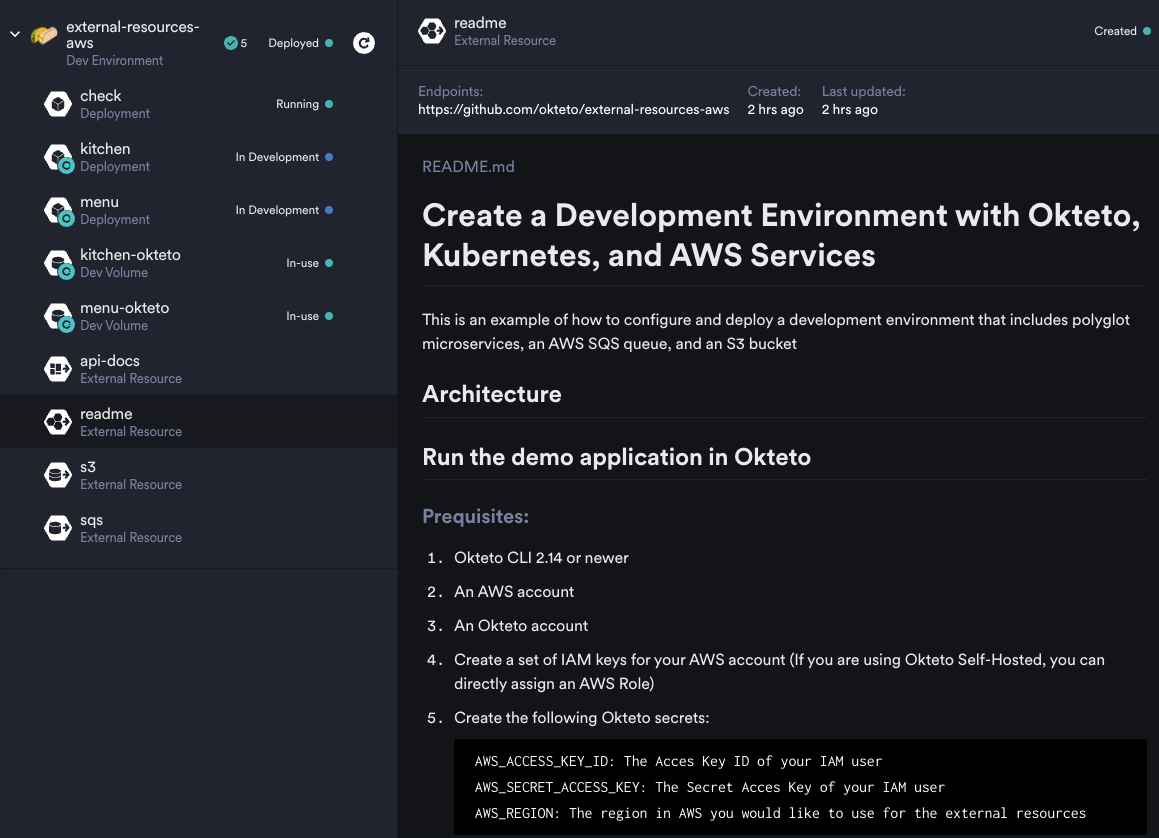 external-resources-
aws
Dev Environment
5
Deployed
check
Deployment
Running
kitchen
Deployment
In Development
menu
Deployment
In Development
kitchen-okteto
Dev Volume
In-use
menu-okteto
Dev Volume
In-use
api-docs
External Resource
readme
External Resource
s3
External Resource
sqs
External Resource
readme
External Resource
Created
Endpoints:
https://github.com/okteto/external-resources-aws
Created:
2 hrs ago
Last updated:
2 hrs ago
README.md
Create a Development Environment with Okteto,
Kubernetes, and AWS Services
This is an example of how to configure and deploy a development environment that includes polyglot
microservices, an AWS SQS queue, and an S3 bucket
Architecture
Run the demo application in Okteto
Prequisites:
1. Okteto CLI 2.14 or newer
2. An AWS account
3. An Okteto account
4. Create a set of IAM keys for your AWS account (If you are using Okteto Self-Hosted, you can
directly assign an AWS Role)
5. Create the following Okteto secrets:
AWS_ACCESS_KEY_ID: The Acces Key ID of your IAM user
AWS_SECRET_ACCESS_KEY: The Secret Acces Key of your IAM user
AWS_REGION: The region in AWS you would like to use for the external resources